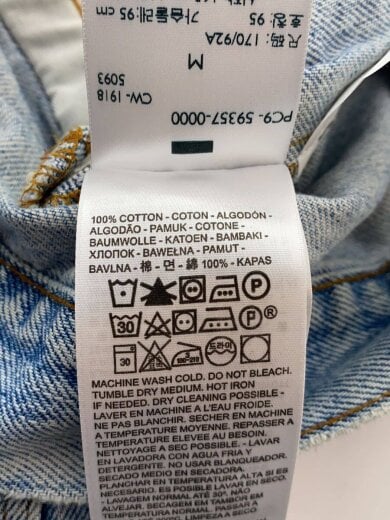 가슴둘레:95 cm
호칭:95
尺码:170/92A
M
CW-1918
5093
PC9-59357-0000
100% COTTON - COTON - ALGODÓN -
ALGODÃO - PAMUK - COTONE -
BAUMWOLLE - KATOEN - BAMBAKI -
ХЛОПОК - BAWEŁNA - PAMUT -
BAVLNA - 棉 - 면 - 綿 100% - KAPAS
P
30 P ®
30 드라이
MACHINE WASH COLD. DO NOT BLEACH.
TUMBLE DRY MEDIUM. HOT IRON
IF NEEDED. DRY CLEANING POSSIBLE -
LAVER EN MACHINE A L'EAU FROIDE.
NE PAS BLANCHIR. SECHER EN MACHINE
A TEMPERATURE MOYENNE. REPASSER A
TEMPERATURE ELEVEE AU BESOIN.
NETTOYAGE A SEC POSSIBLE - LAVAR
EN LAVADORA CON AGUA FRIA Y
DETERGENTE. NO USAR BLANQUEADOR.
SECADO MEDIO EN SECADORA.
PLANCHAR EN TEMPERATURA ALTA SI ES
NECESARIO. ES POSIBLE LAVAR EN SECO.
- LAVAGEM NORMAL ATÉ 30º. NÃO
ALVEJAR. SECAGEM EM TAMBOR EM
TEMPERATURA NORMAL. PASSAR A